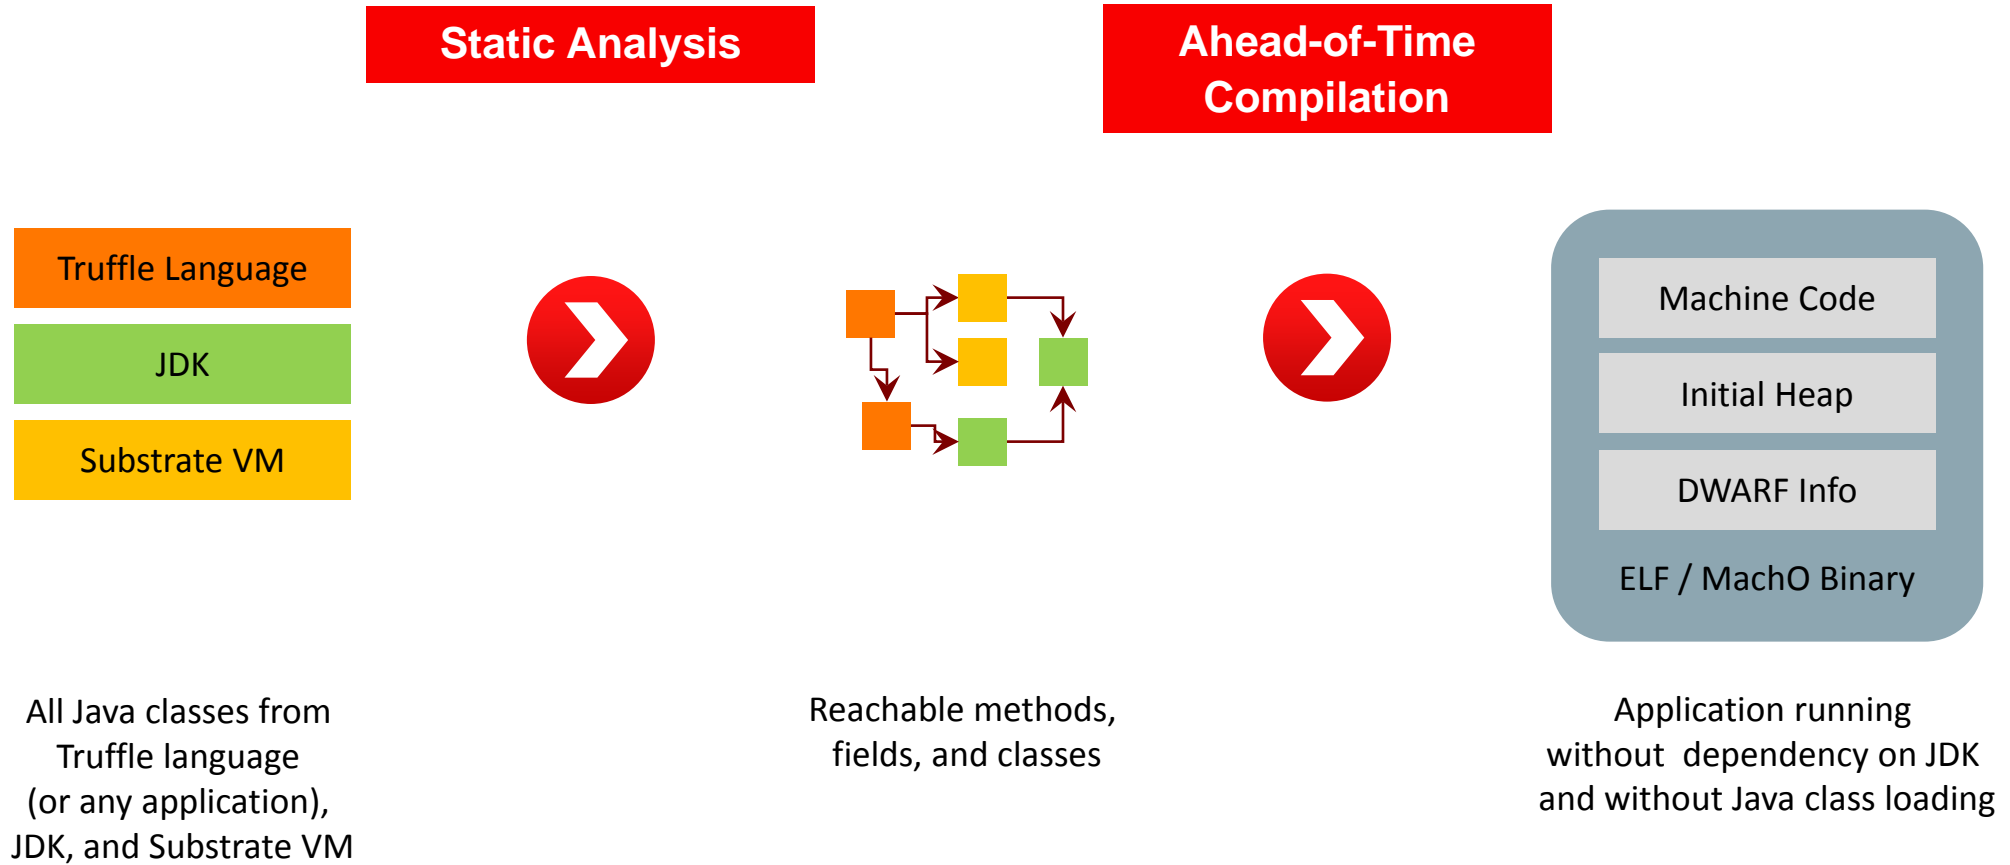 Static Analysis
Ahead-of-Time
Compilation
Truffle Language
JDK
Substrate VM
Machine Code
Initial Heap
DWARF Info
ELF / MachO Binary
All Java classes from
Truffle language
(or any application),
JDK, and Substrate VM
Reachable methods,
fields, and classes
Application running
without dependency on JDK
and without Java class loading